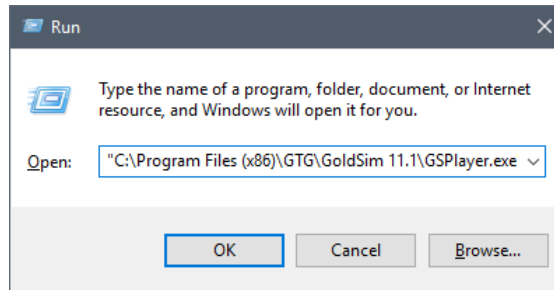 Run
Type the name of a program, folder, document, or Internet
resource, and Windows will open it for you.
Open: "C:\Program Files (x86)\GTG\GoldSim 11.1\GSPlayer.exe
OK Cancel Browse...